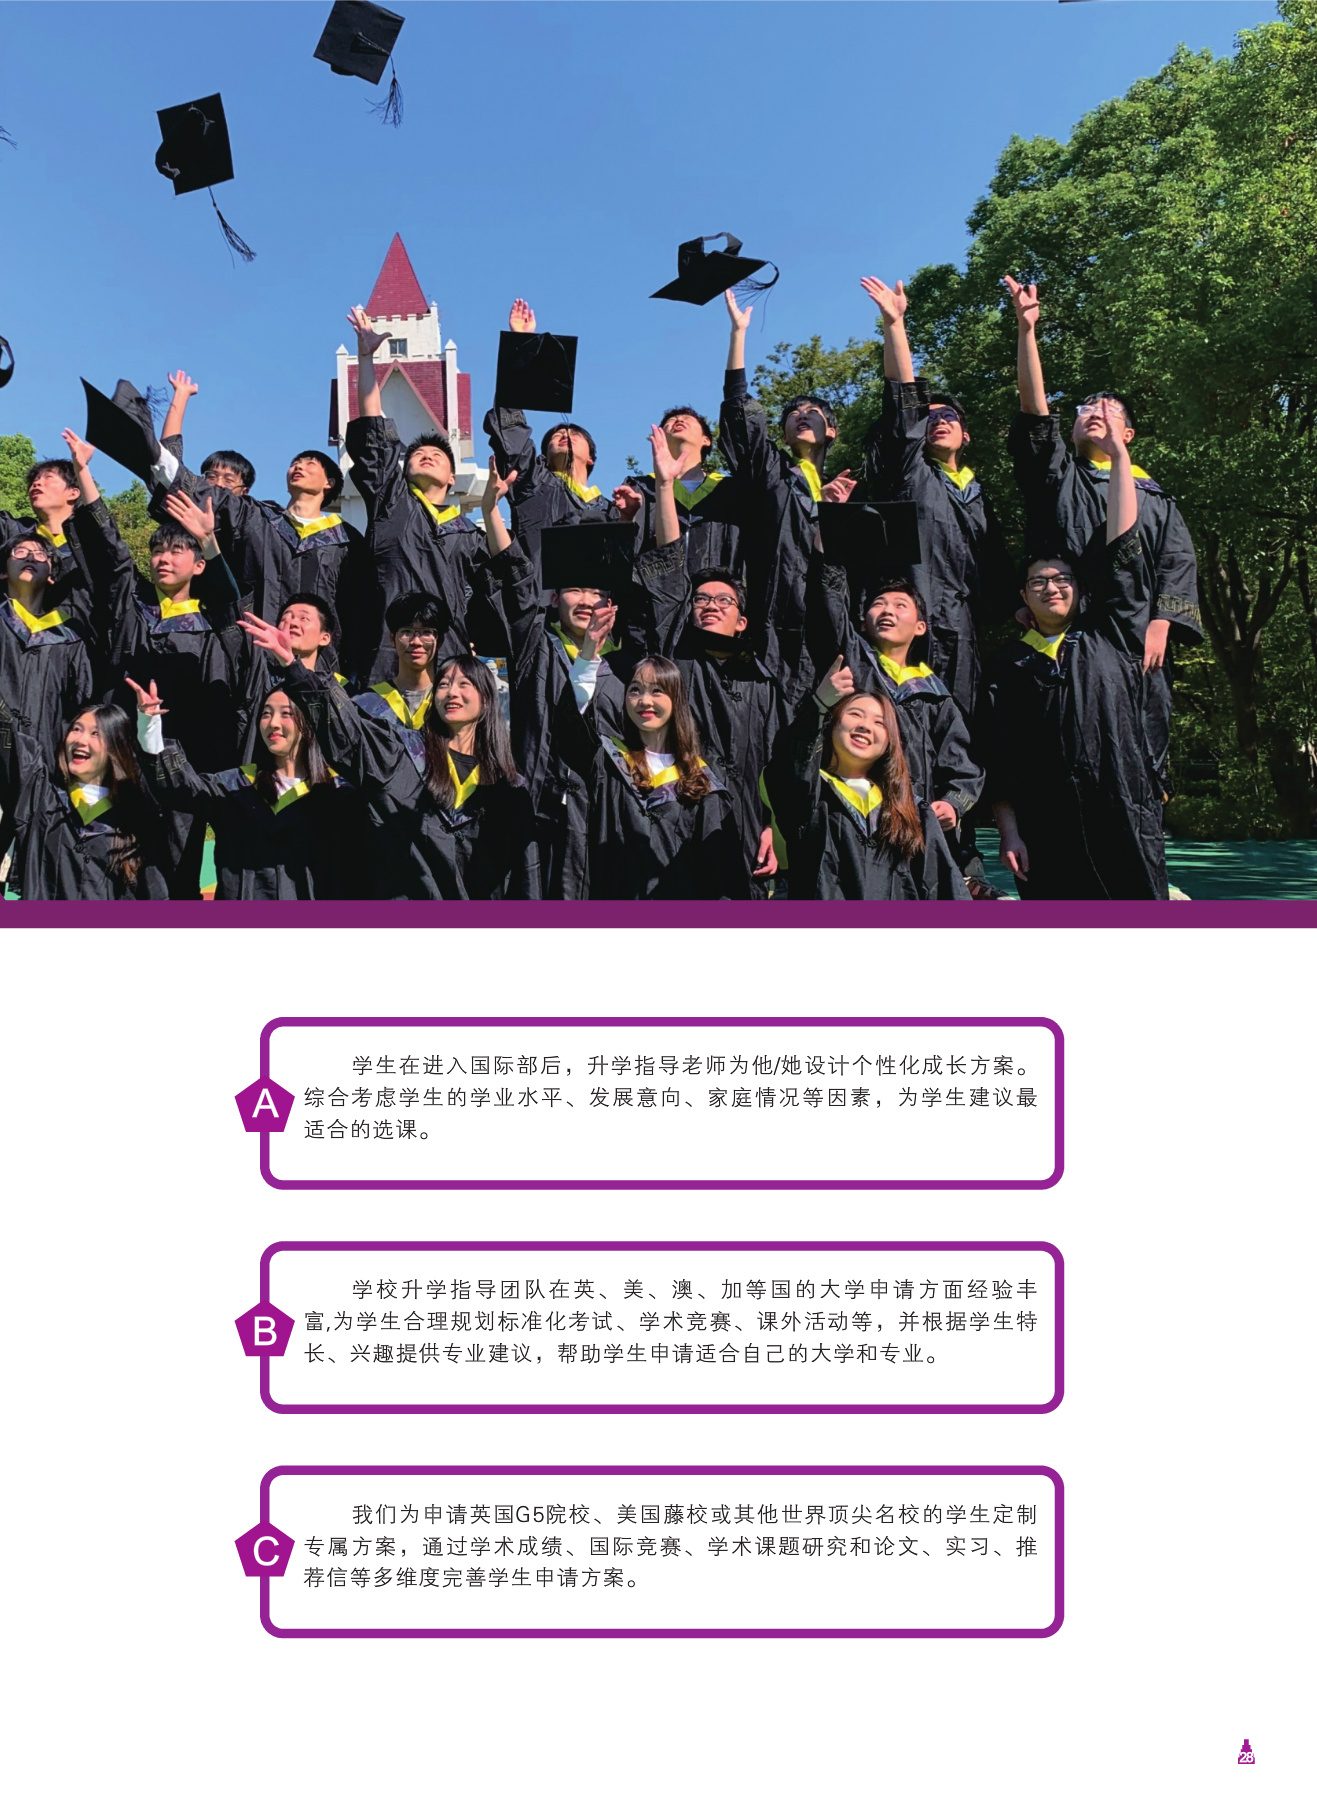 学生在进入国际部后，升学指导老师为他/她设计个性化成长方案。
A
综合考虑学生的学业水平、发展意向、家庭情况等因素，为学生建议最
适合的选课。
学校升学指导团队在英、美、澳、加等国的大学申请方面经验丰
B
富,为学生合理规划标准化考试、学术竞赛、课外活动等，并根据学生特
长、兴趣提供专业建议，帮助学生申请适合自己的大学和专业。
我们为申请英国G5院校、美国藤校或其他世界顶尖名校的学生定制
C
专属方案，通过学术成绩、国际竞赛、学术课题研究和论文、实习、推
荐信等多维度完善学生申请方案。
28